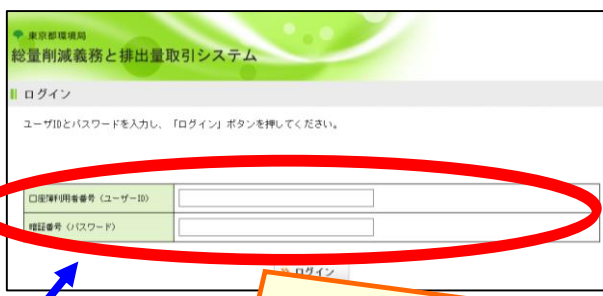 東京都環境局
総量削減義務と排出量取引システム
ログイン
ユーザIDとパスワードを入力し、「ログイン」ボタンを押してください。
口座簿利用者番号（ユーザーID）
暗証番号（パスワード）
ログイン